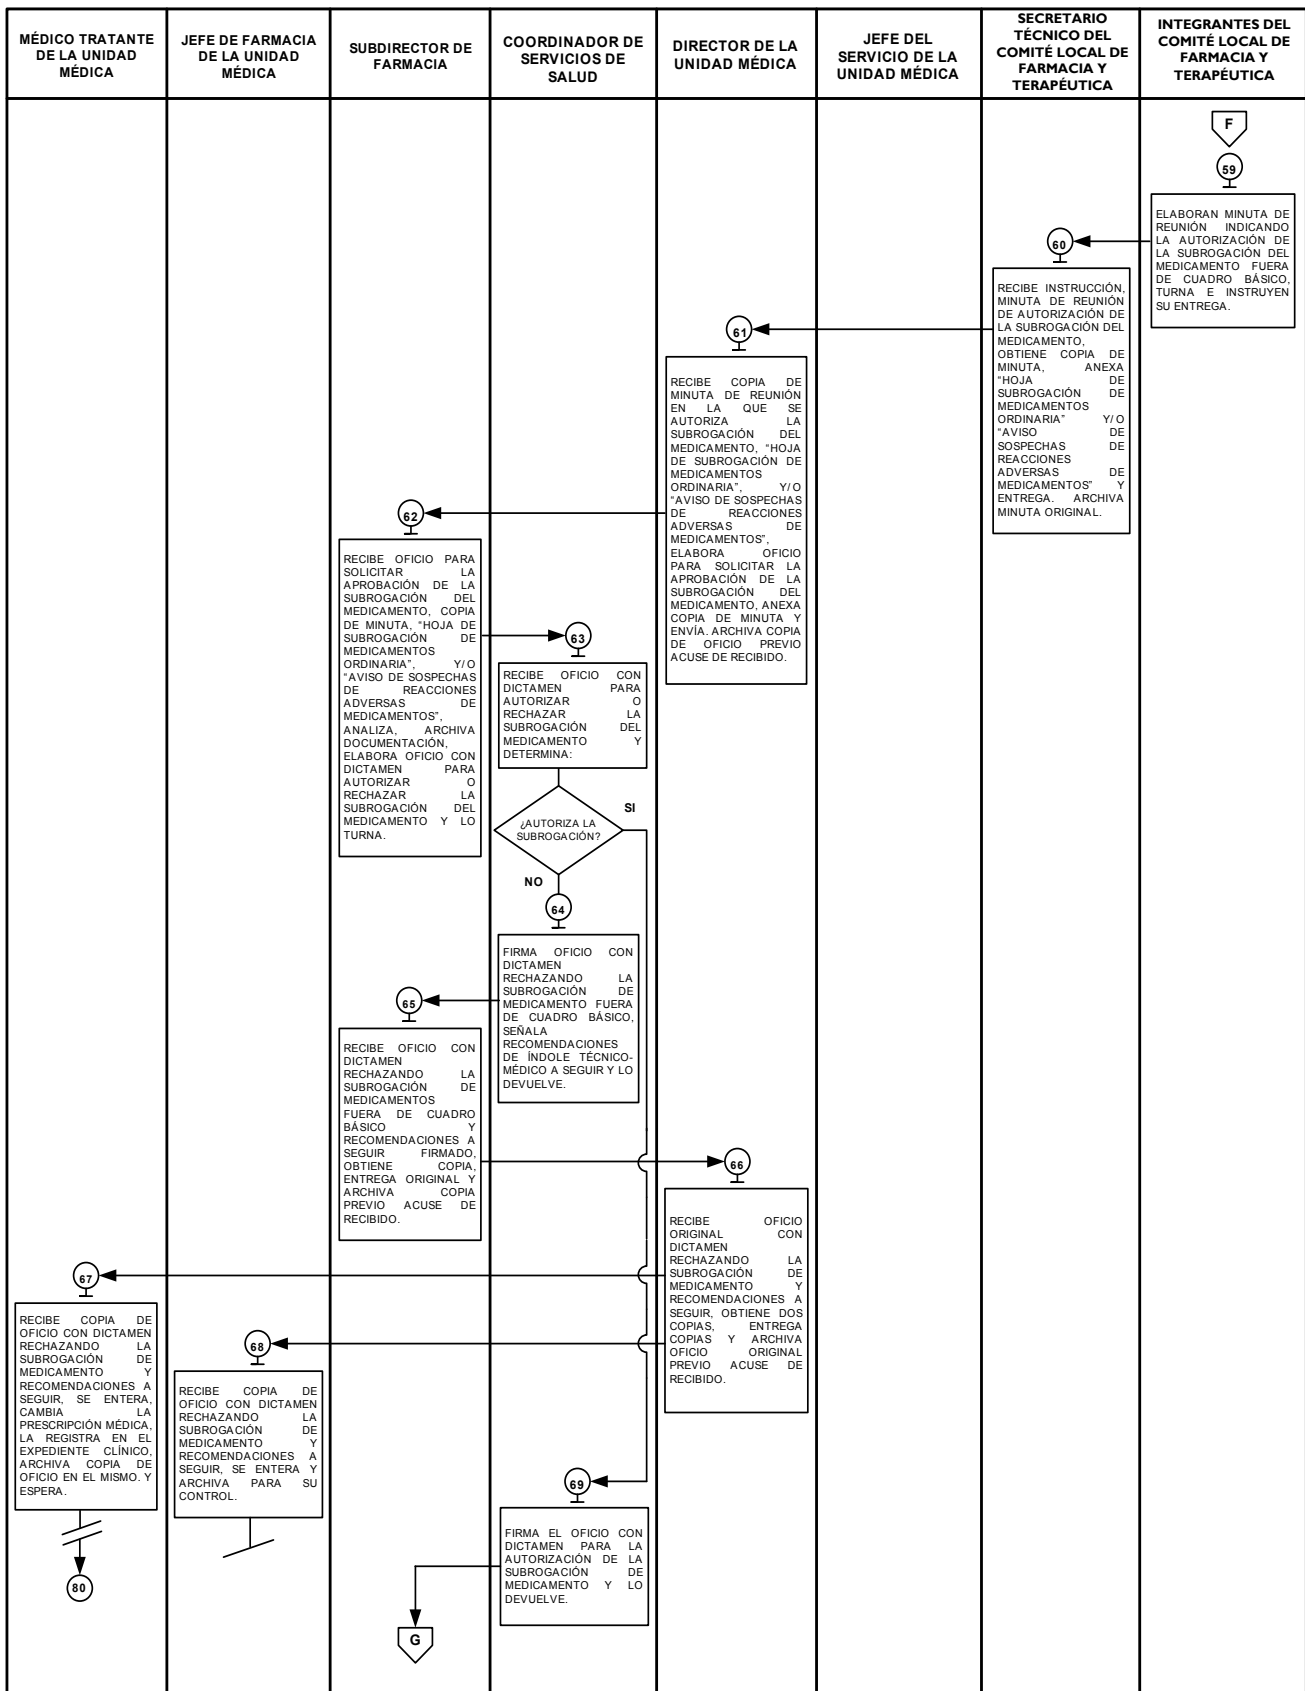 MÉDICO TRATANTE
DE LA UNIDAD
MÉDICA
JEFE DE FARMACIA
DE LA UNIDAD
MÉDICA
SUBDIRECTOR DE
FARMACIA
COORDINADOR DE
SERVICIOS DE
SALUD
DIRECTOR DE LA
UNIDAD MÉDICA
JEFE DEL
SERVICIO DE LA
UNIDAD MÉDICA
SECRETARIO
TÉCNICO DEL
COMITÉ LOCAL DE
FARMACIA Y
TERAPÉUTICA
INTEGRANTES DEL
COMITÉ LOCAL DE
FARMACIA Y
TERAPÉUTICA
F
59
ELABORAN MINUTA DE
REUNIÓN INDICANDO
LA AUTORIZACIÓN DE
LA SUBROGACIÓN DEL
MEDICAMENTO FUERA
DE CUADRO BÁSICO,
TURNA E INSTRUYEN
SU ENTREGA.
60
RECIBE INSTRUCCIÓN,
MINUTA DE REUNIÓN
DE AUTORIZACIÓN DE
LA SUBROGACIÓN DEL
MEDICAMENTO,
OBTIENE COPIA DE
MINUTA, ANEXA
"HOJA DE
SUBROGACIÓN DE
MEDICAMENTOS
ORDINARIA" Y/O
"AVISO DE
SOSPECHAS DE
REACCIONES
ADVERSAS DE
MEDICAMENTOS" Y
ENTREGA. ARCHIVA
MINUTA ORIGINAL.
61
RECIBE COPIA DE
MINUTA DE REUNIÓN
EN LA QUE SE
AUTORIZA LA
SUBROGACIÓN DEL
MEDICAMENTO, "HOJA
DE SUBROGACIÓN DE
MEDICAMENTOS
ORDINARIA", Y/O
"AVISO DE SOSPECHAS
DE REACCIONES
ADVERSAS DE
MEDICAMENTOS",
ELABORA OFICIO
PARA SOLICITAR LA
APROBACIÓN DE LA
SUBROGACIÓN DEL
MEDICAMENTO, ANEXA
COPIA DE MINUTA Y
ENVÍA. ARCHIVA COPIA
DE OFICIO PREVIO
ACUSE DE RECIBIDO.
62
RECIBE OFICIO PARA
SOLICITAR LA
APROBACIÓN DE LA
SUBROGACIÓN DEL
MEDICAMENTO, COPIA
DE MINUTA, "HOJA DE
SUBROGACIÓN DE
MEDICAMENTOS
ORDINARIA", Y/O
"AVISO DE SOSPECHAS
DE REACCIONES
ADVERSAS DE
MEDICAMENTOS",
ANALIZA, ARCHIVA
DOCUMENTACIÓN,
ELABORA OFICIO CON
DICTAMEN PARA
AUTORIZAR O
RECHAZAR LA
SUBROGACIÓN DEL
MEDICAMENTO Y LO
TURNA.
63
RECIBE OFICIO CON
DICTAMEN PARA
AUTORIZAR O
RECHAZAR LA
SUBROGACIÓN DEL
MEDICAMENTO Y
DETERMINA:
¿AUTORIZA LA
SUBROGACIÓN?
SI
NO
64
FIRMA OFICIO CON
DICTAMEN
RECHAZANDO LA
SUBROGACIÓN DE
MEDICAMENTO FUERA
DE CUADRO BÁSICO,
SEÑALA
RECOMENDACIONES
DE ÍNDOLE TÉCNICO-
MÉDICO A SEGUIR Y LO
DEVUELVE.
65
RECIBE OFICIO CON
DICTAMEN
RECHAZANDO LA
SUBROGACIÓN DE
MEDICAMENTOS
FUERA DE CUADRO
BÁSICO Y
RECOMENDACIONES A
SEGUIR FIRMADO,
OBTIENE COPIA,
ENTREGA ORIGINAL Y
ARCHIVA COPIA
PREVIO ACUSE DE
RECIBIDO.
66
RECIBE OFICIO
ORIGINAL CON
DICTAMEN
RECHAZANDO LA
SUBROGACIÓN DE
MEDICAMENTO Y
RECOMENDACIONES A
SEGUIR, OBTIENE DOS
COPIAS, ENTREGA
COPIAS Y ARCHIVA
OFICIO ORIGINAL
PREVIO ACUSE DE
RECIBIDO.
67
RECIBE COPIA DE
OFICIO CON DICTAMEN
RECHAZANDO LA
SUBROGACIÓN DE
MEDICAMENTO Y
RECOMENDACIONES A
SEGUIR, SE ENTERA,
CAMBIA LA
PRESCRIPCIÓN MÉDICA,
LA REGISTRA EN EL
EXPEDIENTE CLÍNICO,
ARCHIVA COPIA DE
OFICIO EN EL MISMO. Y
ESPERA.
80
68
RECIBE COPIA DE
OFICIO CON DICTAMEN
RECHAZANDO LA
SUBROGACIÓN DE
MEDICAMENTO Y
RECOMENDACIONES A
SEGUIR, SE ENTERA Y
ARCHIVA PARA SU
CONTROL.
69
FIRMA EL OFICIO CON
DICTAMEN PARA LA
AUTORIZACIÓN DE LA
SUBROGACIÓN DE
MEDICAMENTO Y LO
DEVUELVE.
G